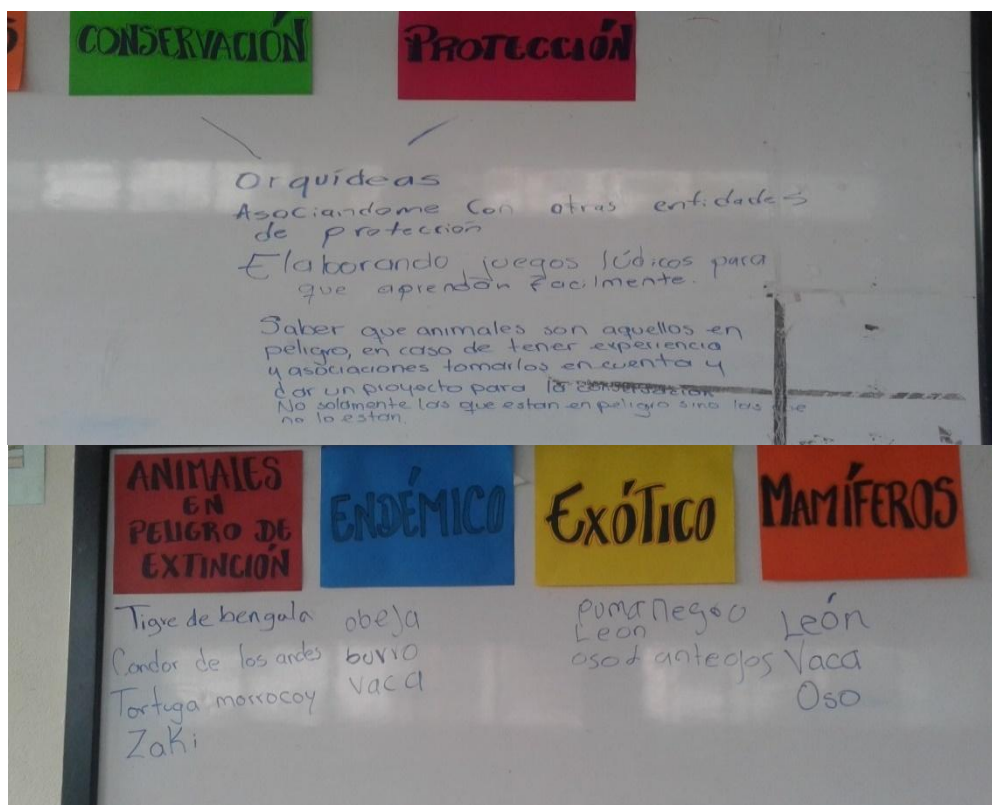 CONSERVACIÓN
PROTECCIÓN
Orquídeas
Asociandome Con otras entidades
de protección
Elaborando juegos lúdicos para
que aprendan Facilmente.
Saber que animales son aquellos en
peligro, en caso de tener experiencia
y asociaciones tomarlos en cuenta y
dar un proyecto para la conservación
No solamente los que estan en peligro sino las
no lo estan.
ANIMALES
EN
PELIGRO DE
EXTINCIÓN
ENDÉMICO
EXÓTICO
MAMÍFEROS
Tigre de bengala
Condor de los andes
Tortuga morrocoy
Zaki
obeja
burro
vaca
Puma negro
Leon
oso anteojos
León
Vaca
Oso